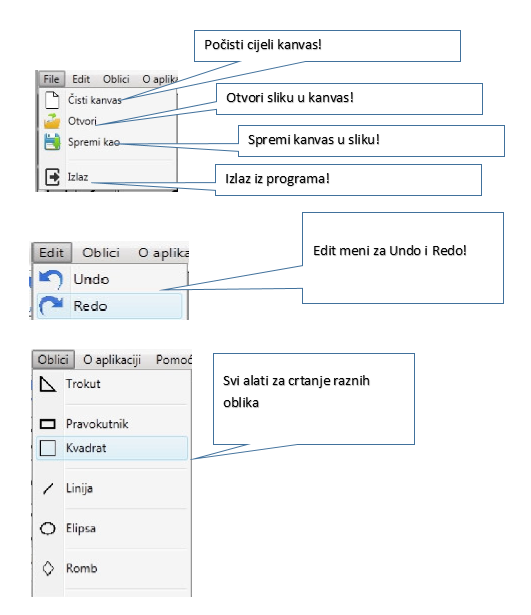 Počisti cijeli kanvas!
File Edit Oblici O aplik
Čisti kanvas
Otvori sliku u kanvas!
Otvori
Spremi kanvas u sliku!
Spremi kao
Izlaz iz programa!
Izlaz
Edit meni za Undo i Redo!
Edit Oblici O aplika
Undo
Redo
Oblici O aplikaciji Pomoć
Trokut
Svi alati za crtanje raznih
oblika
Pravokutnik
Kvadrat
Linija
Elipsa
Romb